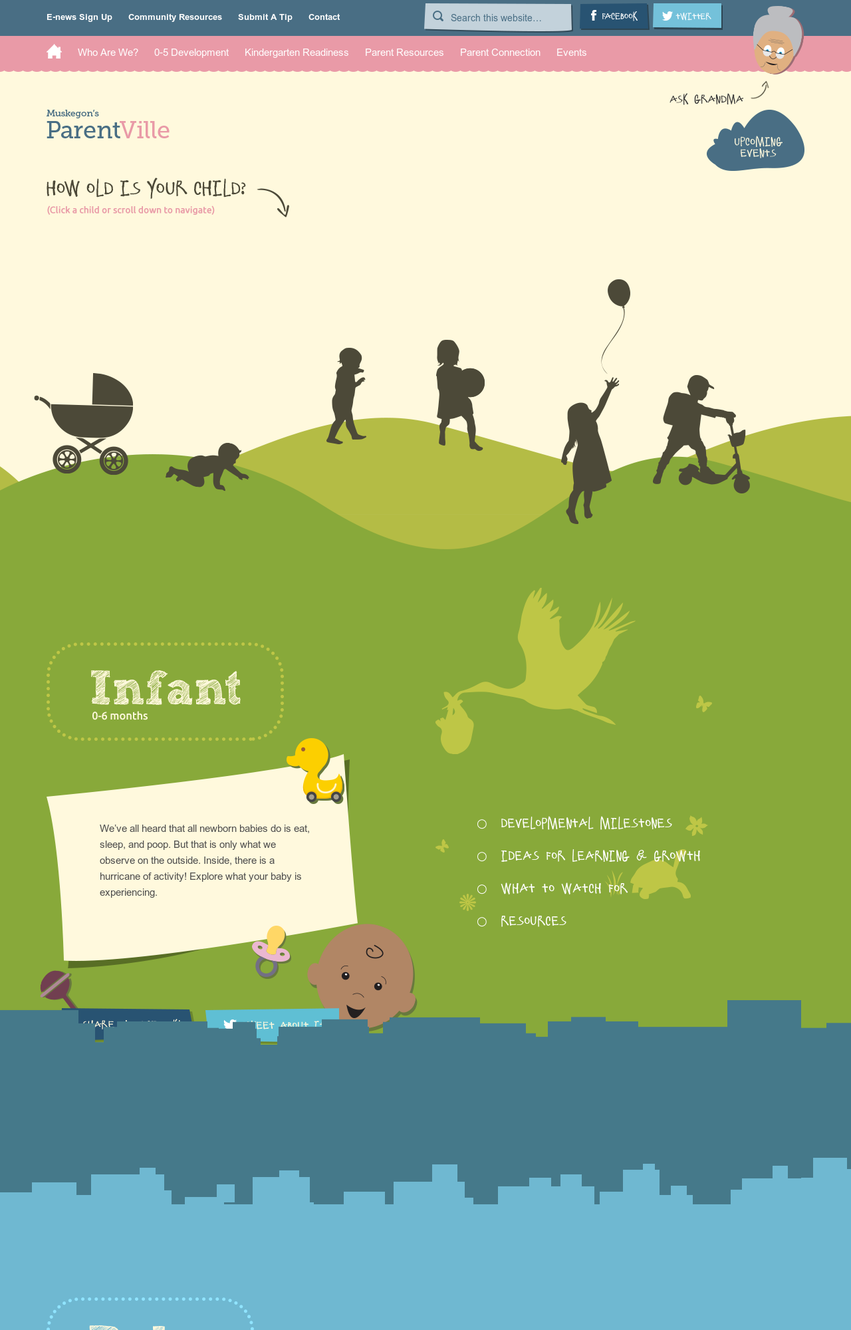 E-news Sign Up Community Resources Submit A Tip Contact
Search this website…
FACEBOOK
TWITTER
Who Are We? 0-5 Development Kindergarten Readiness Parent Resources Parent Connection Events
ASK GRANDMA
Muskegon's
ParentVille
UPCOMING
EVENTS
HOW OLD IS YOUR CHILD?
(Click a child or scroll down to navigate)
Infant
0-6 months
We've all heard that all newborn babies do is eat,
sleep, and poop. But that is only what we
observe on the outside. Inside, there is a
hurricane of activity! Explore what your baby is
experiencing.
DEVELOPMENTAL MILESTONES
IDEAS FOR LEARNING & GROWTH
WHAT TO WATCH FOR
RESOURCES
SHARE
ABOUT